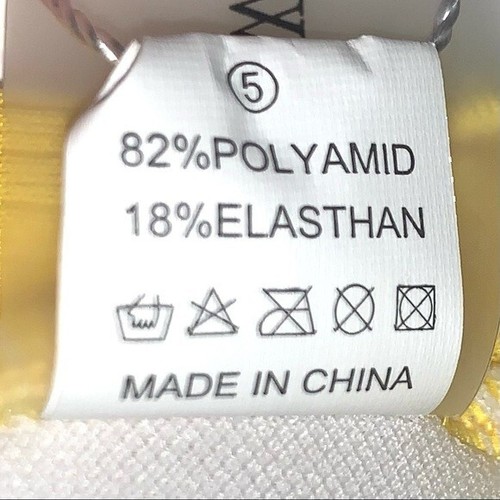 W
5
82%POLYAMID
18%ELASTHAN
MADE IN CHINA